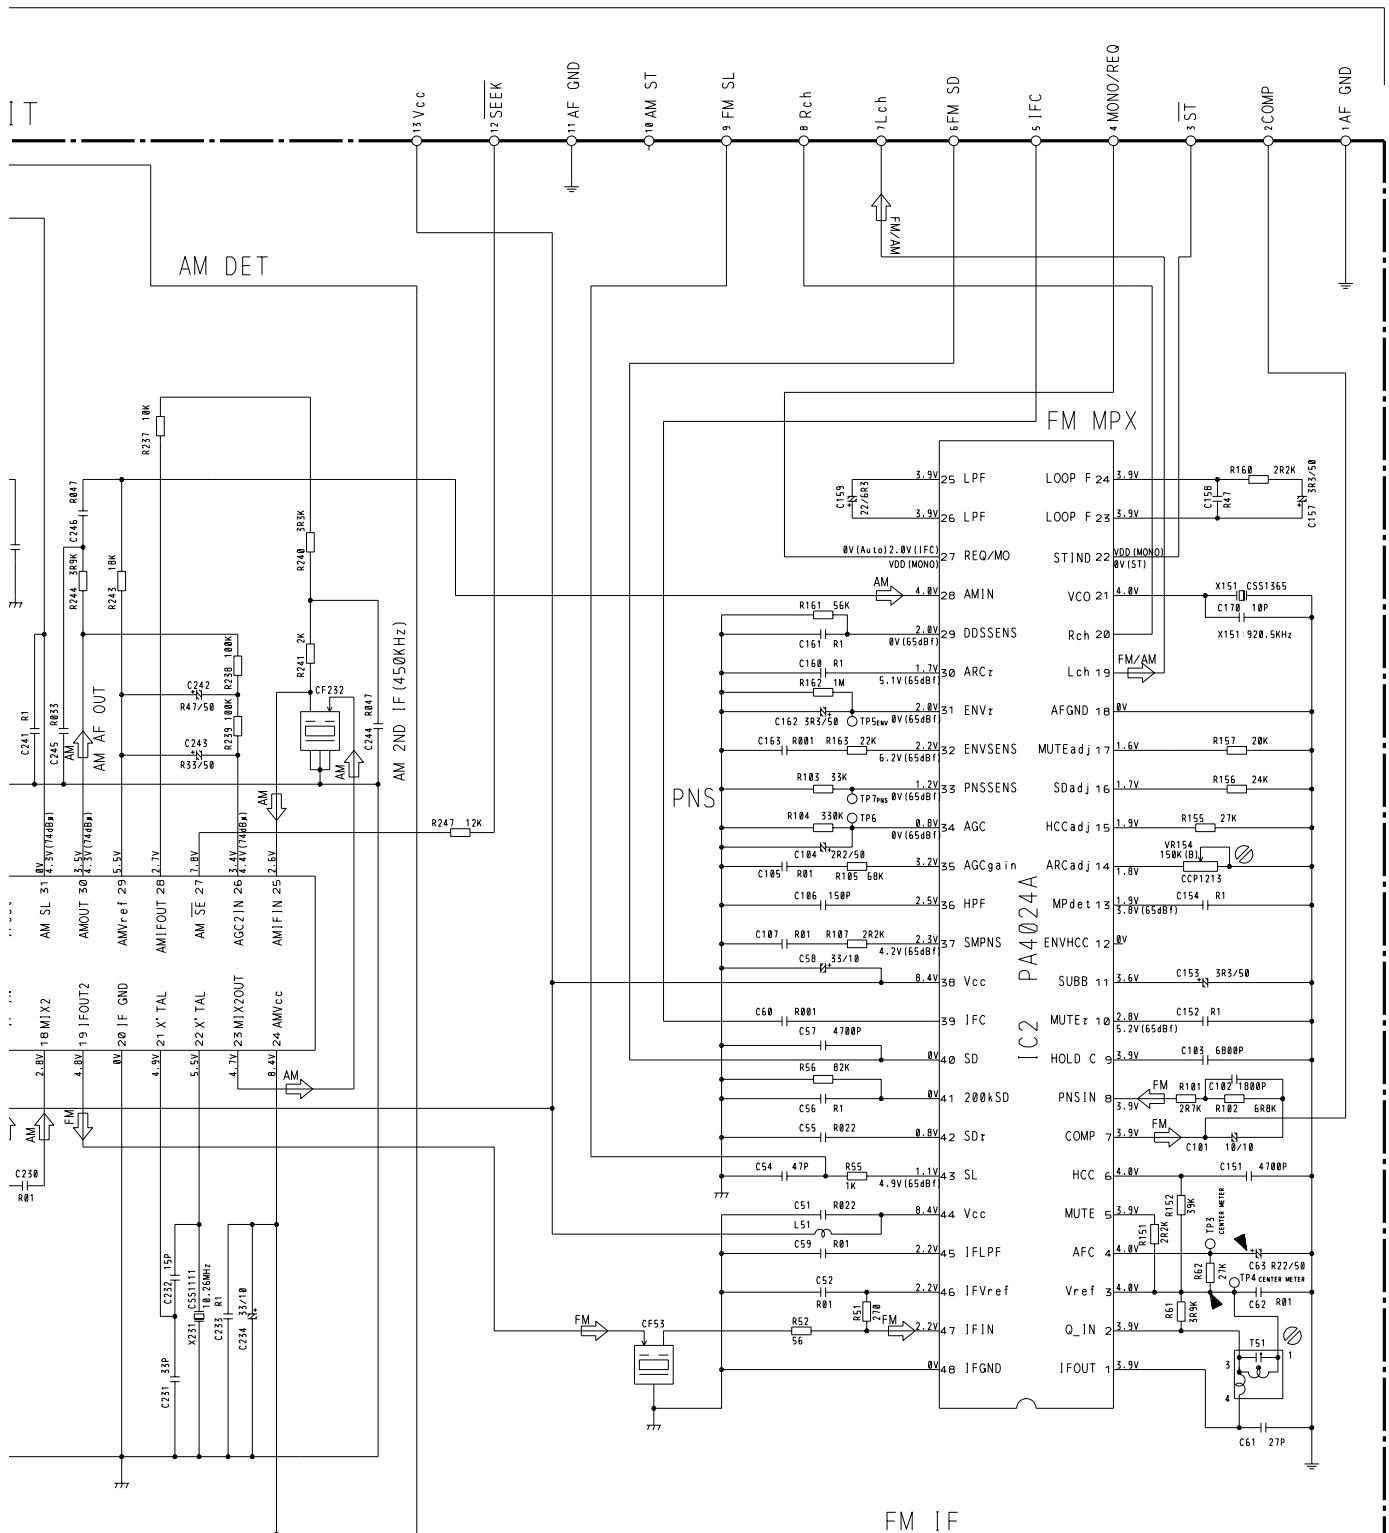 IT
13 Vcc
12 SEEK
11 AF GND
10 AM ST
9 FM SL
8 Rch
7 Lch
6 FM SD
5 IFC
4 MONO/REQ
3 ST
2 COMP
1 AF GND
FM/AM
AM DET
R237 10K
R047
C246
R244 3R9K
R243 18K
R240 3R3K
R241 2K
R238 100K
R239 100K
C242
R47/50
C243
R33/50
C241 R1
C245 R033
AM
AM AF OUT
CF232
C244 R047
AM 2ND IF (450KHz)
AM
AM
R247 12K
0V
4.3V(74dBμ)
3.5V
4.3V(74dBμ)
5.5V
2.7V
7.8V
3.4V
4.4V(74dBμ)
2.6V
AM SL 31
AMOUT 30
AMVref 29
AMIFOUT 28
AM SE 27
AGC2IN 26
AMIFIN 25
18 MIX2
19 IFOUT2
20 IF GND
21 X'TAL
22 X'TAL
23 MIX2OUT
24 AMVcc
2.8V
4.8V
0V
4.9V
5.5V
4.7V
8.4V
AM
AM
FM
C230
R01
C232 15P
C231 33P
X231 CSS1111
10.26MHz
C233 R1
C234 33/10
FM MPX
PNS
IC2 PA4024A
C159
22/6R3
3.9V 25 LPF
3.9V 26 LPF
0V(Auto) 2.0V(IFC)
VDD(MONO)
27 REQ/MO
AM
4.0V 28 AMIN
R161 56K
C161 R1
2.0V 29 DDSSENS
0V(65dBf)
C160 R1
1.7V 30 ARCτ
5.1V(65dBf)
R162 1M
C162 3R3/50
TP5ENV
2.0V 31 ENVτ
0V(65dBf)
C163 R001 R163 22K
2.2V 32 ENVSENS
6.2V(65dBf)
R103 33K
TP7PNS
1.2V 33 PNSSENS
0V(65dBf)
R104 330K
TP6
0.8V 34 AGC
0V(65dBf)
C104 2R2/50
C105 R01 R105 68K
3.2V 35 AGCgain
C106 150P
2.5V 36 HPF
C107 R01 R107 2R2K
2.3V 37 SMPNS
4.2V(65dBf)
C58 33/10
8.4V 38 Vcc
C60 R001
39 IFC
C57 4700P
0V 40 SD
R56 82K
C56 R1
0V 41 200kSD
C55 R022
0.8V 42 SDτ
C54 47P R55
1K
1.1V 43 SL
4.9V(65dBf)
C51 R022
L51
8.4V 44 Vcc
C59 R01
2.2V 45 IFLPF
C52
R01
2.2V 46 IFVref
R51
270
FM
CF53
R52
56
FM
2.2V 47 IFIN
0V 48 IFGND
LOOP F 24 3.9V
R160 2R2K
C158
R47
C157 3R3/50
LOOP F 23 3.9V
STIND 22 VDD(MONO)
0V(ST)
VCO 21 4.0V
X151 CSS1365
C170 10P
X151:920.5KHz
Rch 20
Lch 19 FM/AM
AFGND 18 0V
MUTEadj 17 1.6V R157 20K
SDadj 16 1.7V R156 24K
HCCadj 15 1.9V R155 27K
VR154
150K(B)
ARCadj 14
1.8V
CCP1213
MPdet 13 1.9V
3.8V(65dBf)
C154 R1
ENVHCC 12 0V
SUBB 11 3.6V C153 3R3/50
MUTEτ 10 2.8V
5.2V(65dBf)
C152 R1
HOLD C 9 3.9V C103 6800P
PNSIN 8
3.9V
FM
R101
2R7K
C102 1800P
R102 6R8K
COMP 7 3.9V
FM
C101 10/10
HCC 6 4.0V
C151 4700P
R152
39K
MUTE 5 3.9V
R151
2R2K
TP3
CENTER METER
AFC 4 4.0V
C63 R22/50
R62
27K
TP4 CENTER METER
Vref 3 4.0V
C62 R01
R61
3R9K
Q_IN 2 3.9V
T51
1
3
4
IFOUT 1 3.9V
C61 27P
FM IF